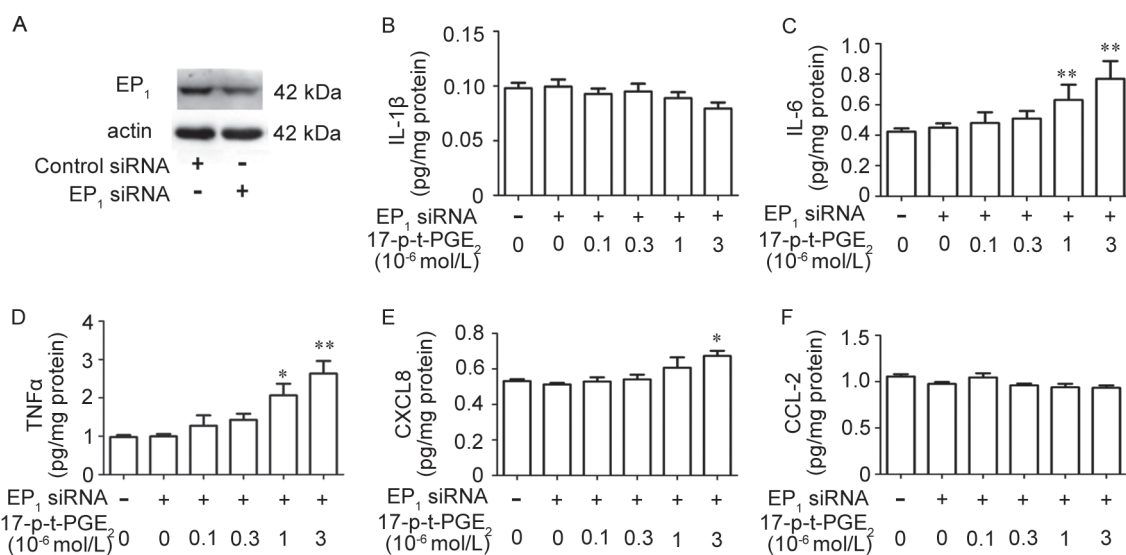 A
EP1
42 kDa
actin
42 kDa
Control siRNA + -
EP1 siRNA - +
B
IL-1β
(pg/mg protein)
0.15
0.10
0.05
0
EP1 siRNA - + + + + +
17-p-t-PGE2
(10-6 mol/L)
0 0 0.1 0.3 1 3
C
IL-6
(pg/mg protein)
1.0
0.8
0.6
0.4
0.2
0
** **
EP1 siRNA - + + + + +
17-p-t-PGE2
(10-6 mol/L)
0 0 0.1 0.3 1 3
D
TNFα
(pg/mg protein)
4
3
2
1
0
* **
EP1 siRNA - + + + + +
17-p-t-PGE2
(10-6 mol/L)
0 0 0.1 0.3 1 3
E
CXCL8
(pg/mg protein)
0.8
0.6
0.4
0.2
0
*
EP1 siRNA - + + + + +
17-p-t-PGE2
(10-6 mol/L)
0 0 0.1 0.3 1 3
F
CCL-2
(pg/mg protein)
1.5
1.0
0.5
0
EP1 siRNA - + + + + +
17-p-t-PGE2
(10-6 mol/L)
0 0 0.1 0.3 1 3